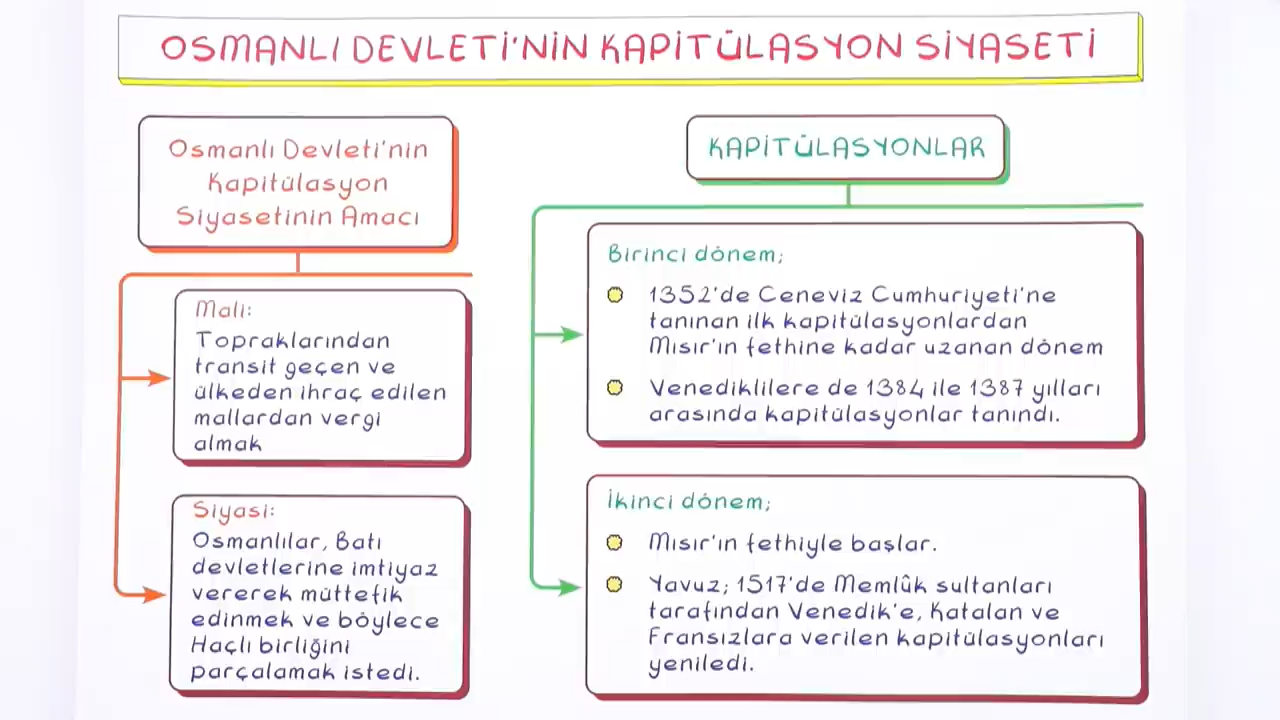 OSMANLI DEVLETİ'NİN KAPİTÜLASYON SİYASETİ
Osmanlı Devleti'nin
Kapitülasyon
Siyasetinin Amacı
Mali:
Topraklarından
transit geçen ve
ülkeden ihraç edilen
mallardan vergi
almak
Siyasi:
Osmanlılar, Batı
devletlerine imtiyaz
vererek müttefik
edinmek ve böylece
Haçlı birliğini
parçalamak istedi.
KAPİTÜLASYONLAR
Birinci dönem;
1352'de Ceneviz Cumhuriyeti'ne
tanınan ilk kapitülasyonlardan
Mısır'ın fethine kadar uzanan dönem
Venediklilere de 1384 ile 1387 yılları
arasında kapitülasyonlar tanındı.
İkinci dönem;
Mısır'ın fethiyle başlar.
Yavuz; 1517'de Memlûk sultanları
tarafından Venedik'e, Katalan ve
Fransızlara verilen kapitülasyonları
yeniledi.